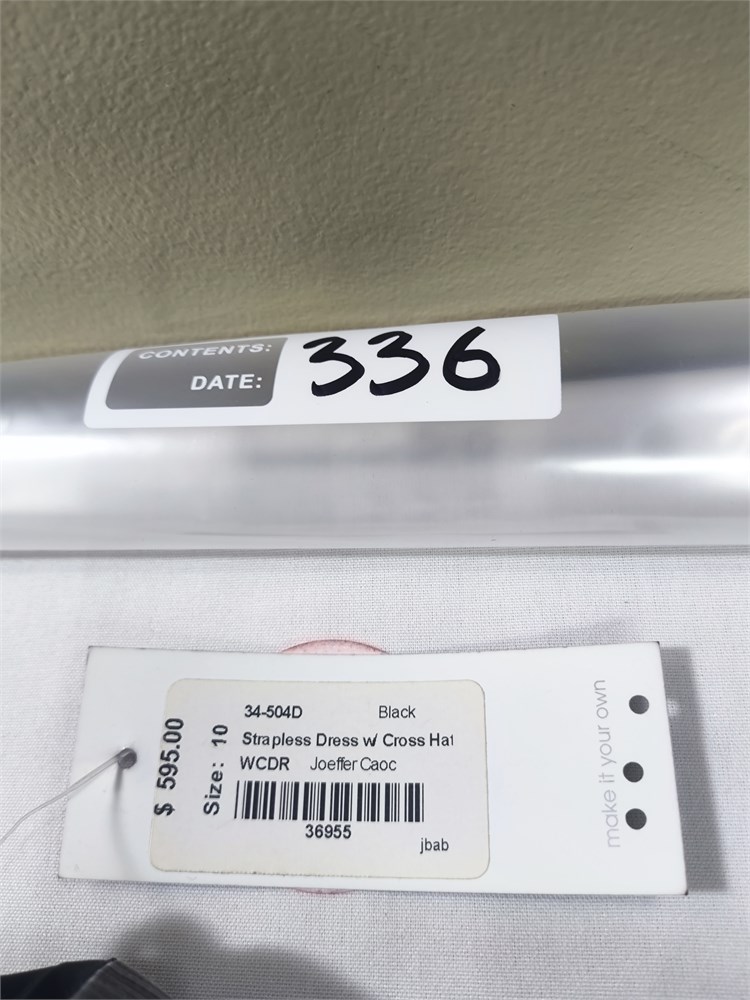 CONTENTS:
DATE:
336
34-504D Black
Strapless Dress w/ Cross Hat
WCDR Joeffer Caoc
36955
jbab
Size: 10
$ 595.00
make it your own